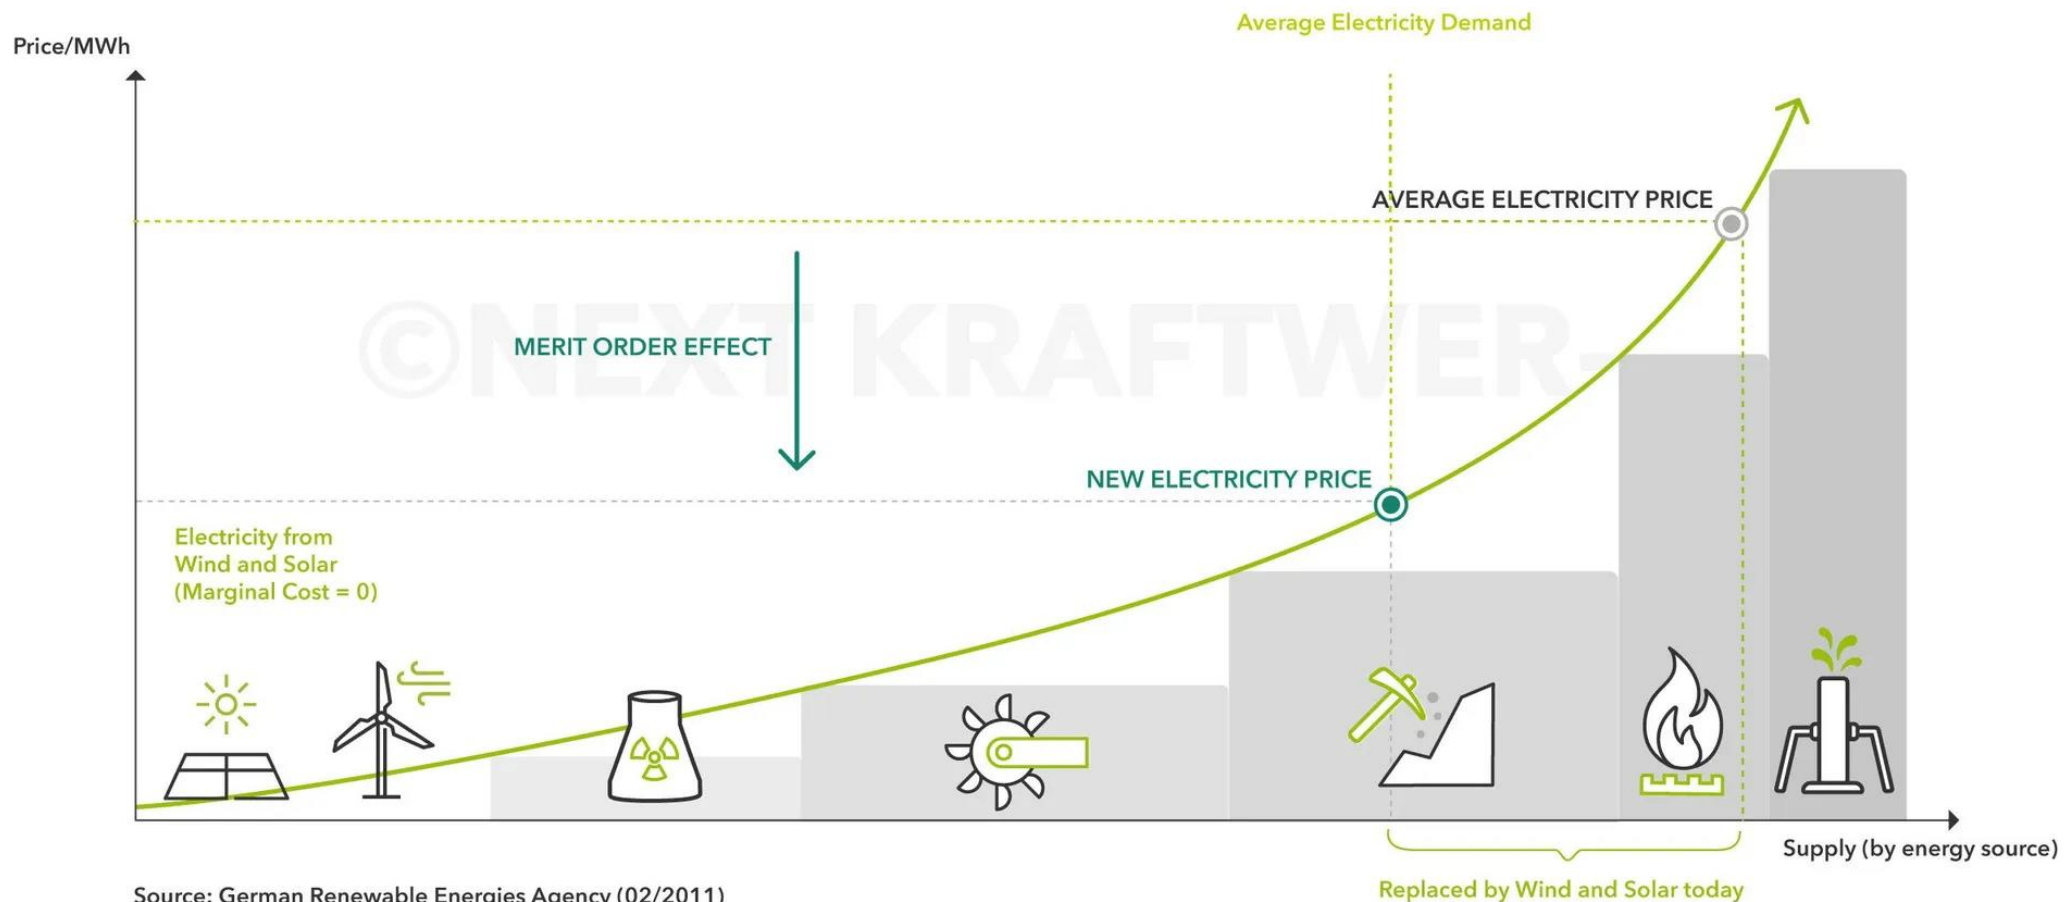 Average Electricity Demand
Price/MWh
AVERAGE ELECTRICITY PRICE
©NEXT KRAFTWER-
MERIT ORDER EFFECT
NEW ELECTRICITY PRICE
Electricity from
Wind and Solar
(Marginal Cost = 0)
Supply (by energy source)
Replaced by Wind and Solar today
Source: German Renewable Energies Agency (02/2011)